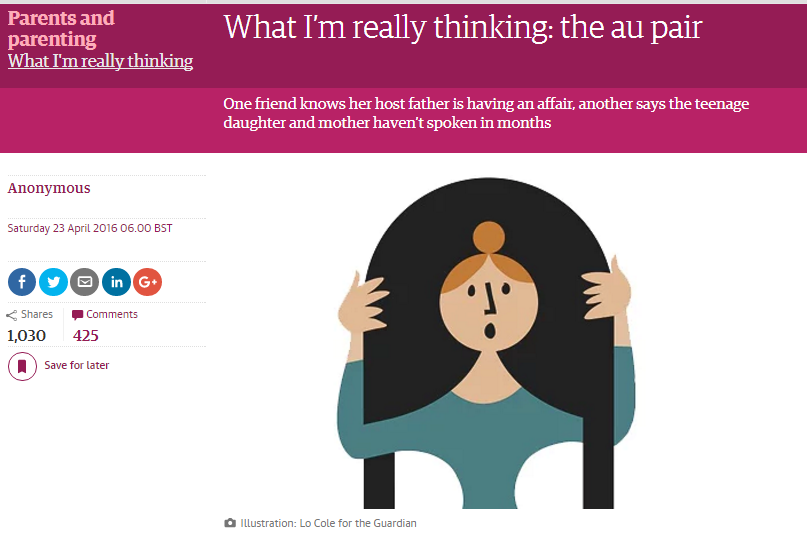 Parents and
parenting
What I'm really thinking
What I'm really thinking: the au pair
One friend knows her host father is having an affair, another says the teenage
daughter and mother haven't spoken in months
Anonymous
Saturday 23 April 2016 06.00 BST
f
in
G+
Shares
1,030
Comments
425
Save for later
Illustration: Lo Cole for the Guardian